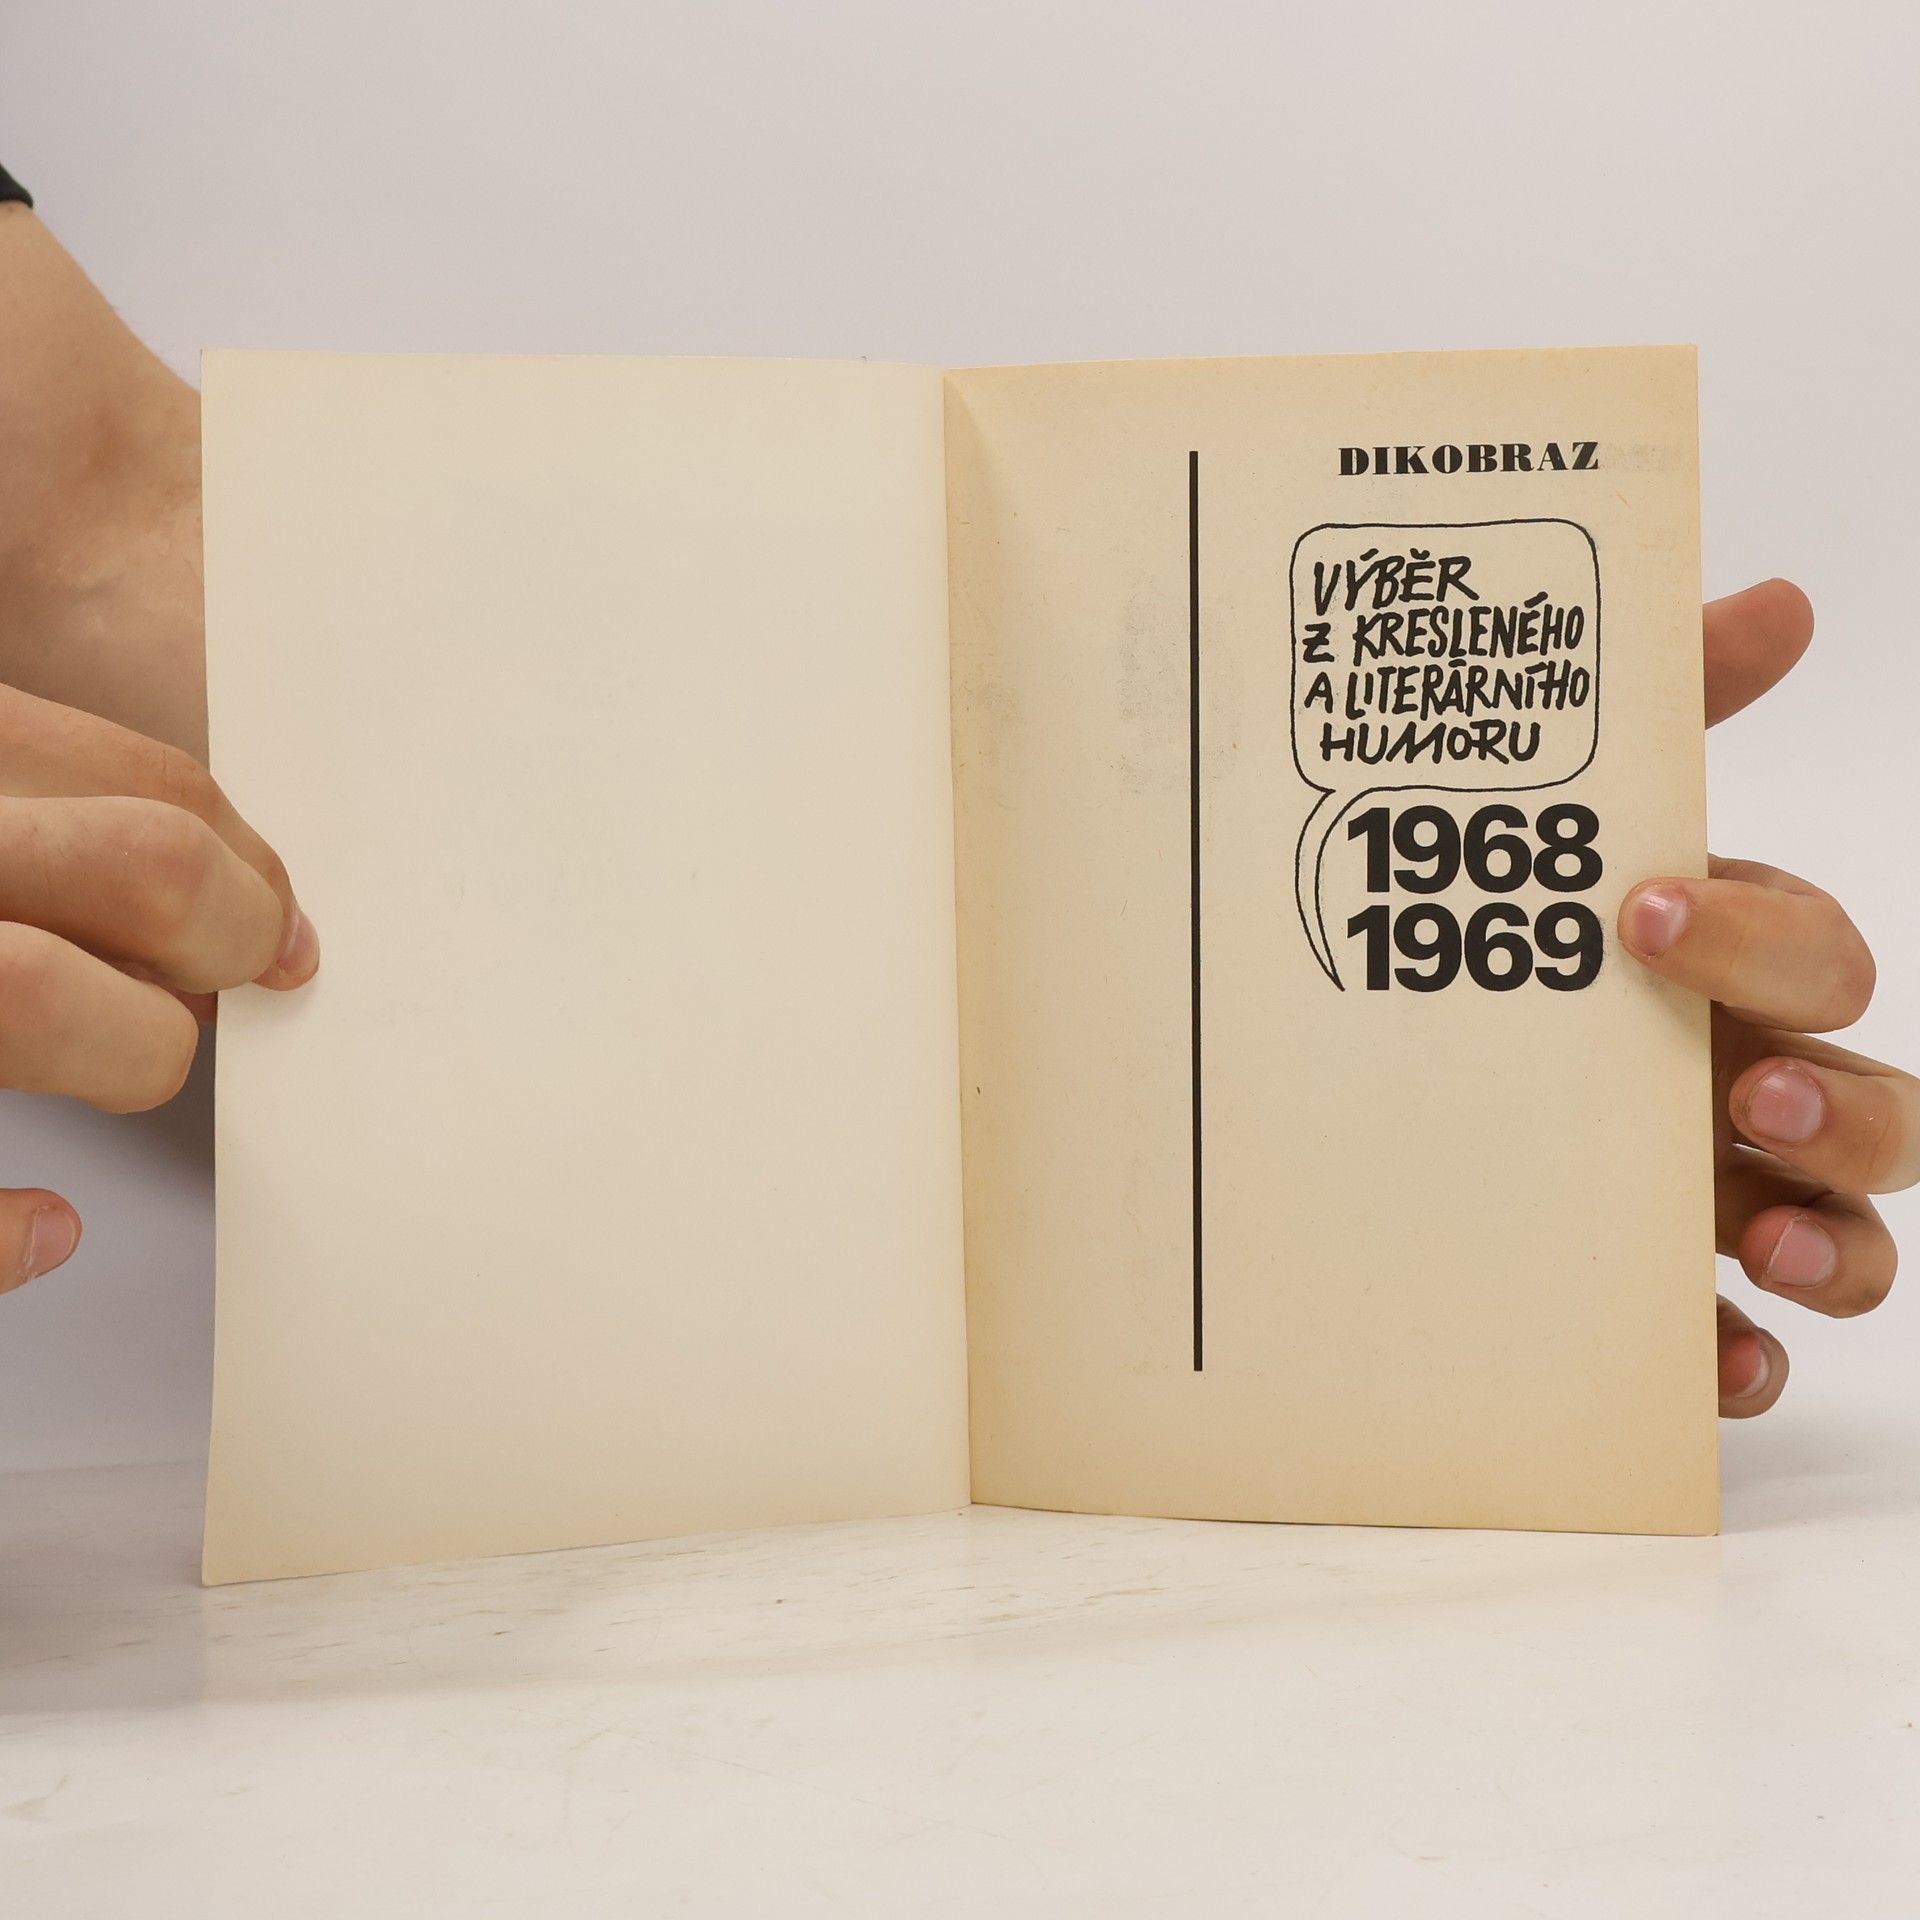 DIKOBRAZ
VÝBĚR
Z KRESLENÉHO
A LITERÁRNÍHO
HUMORU
1968
1969